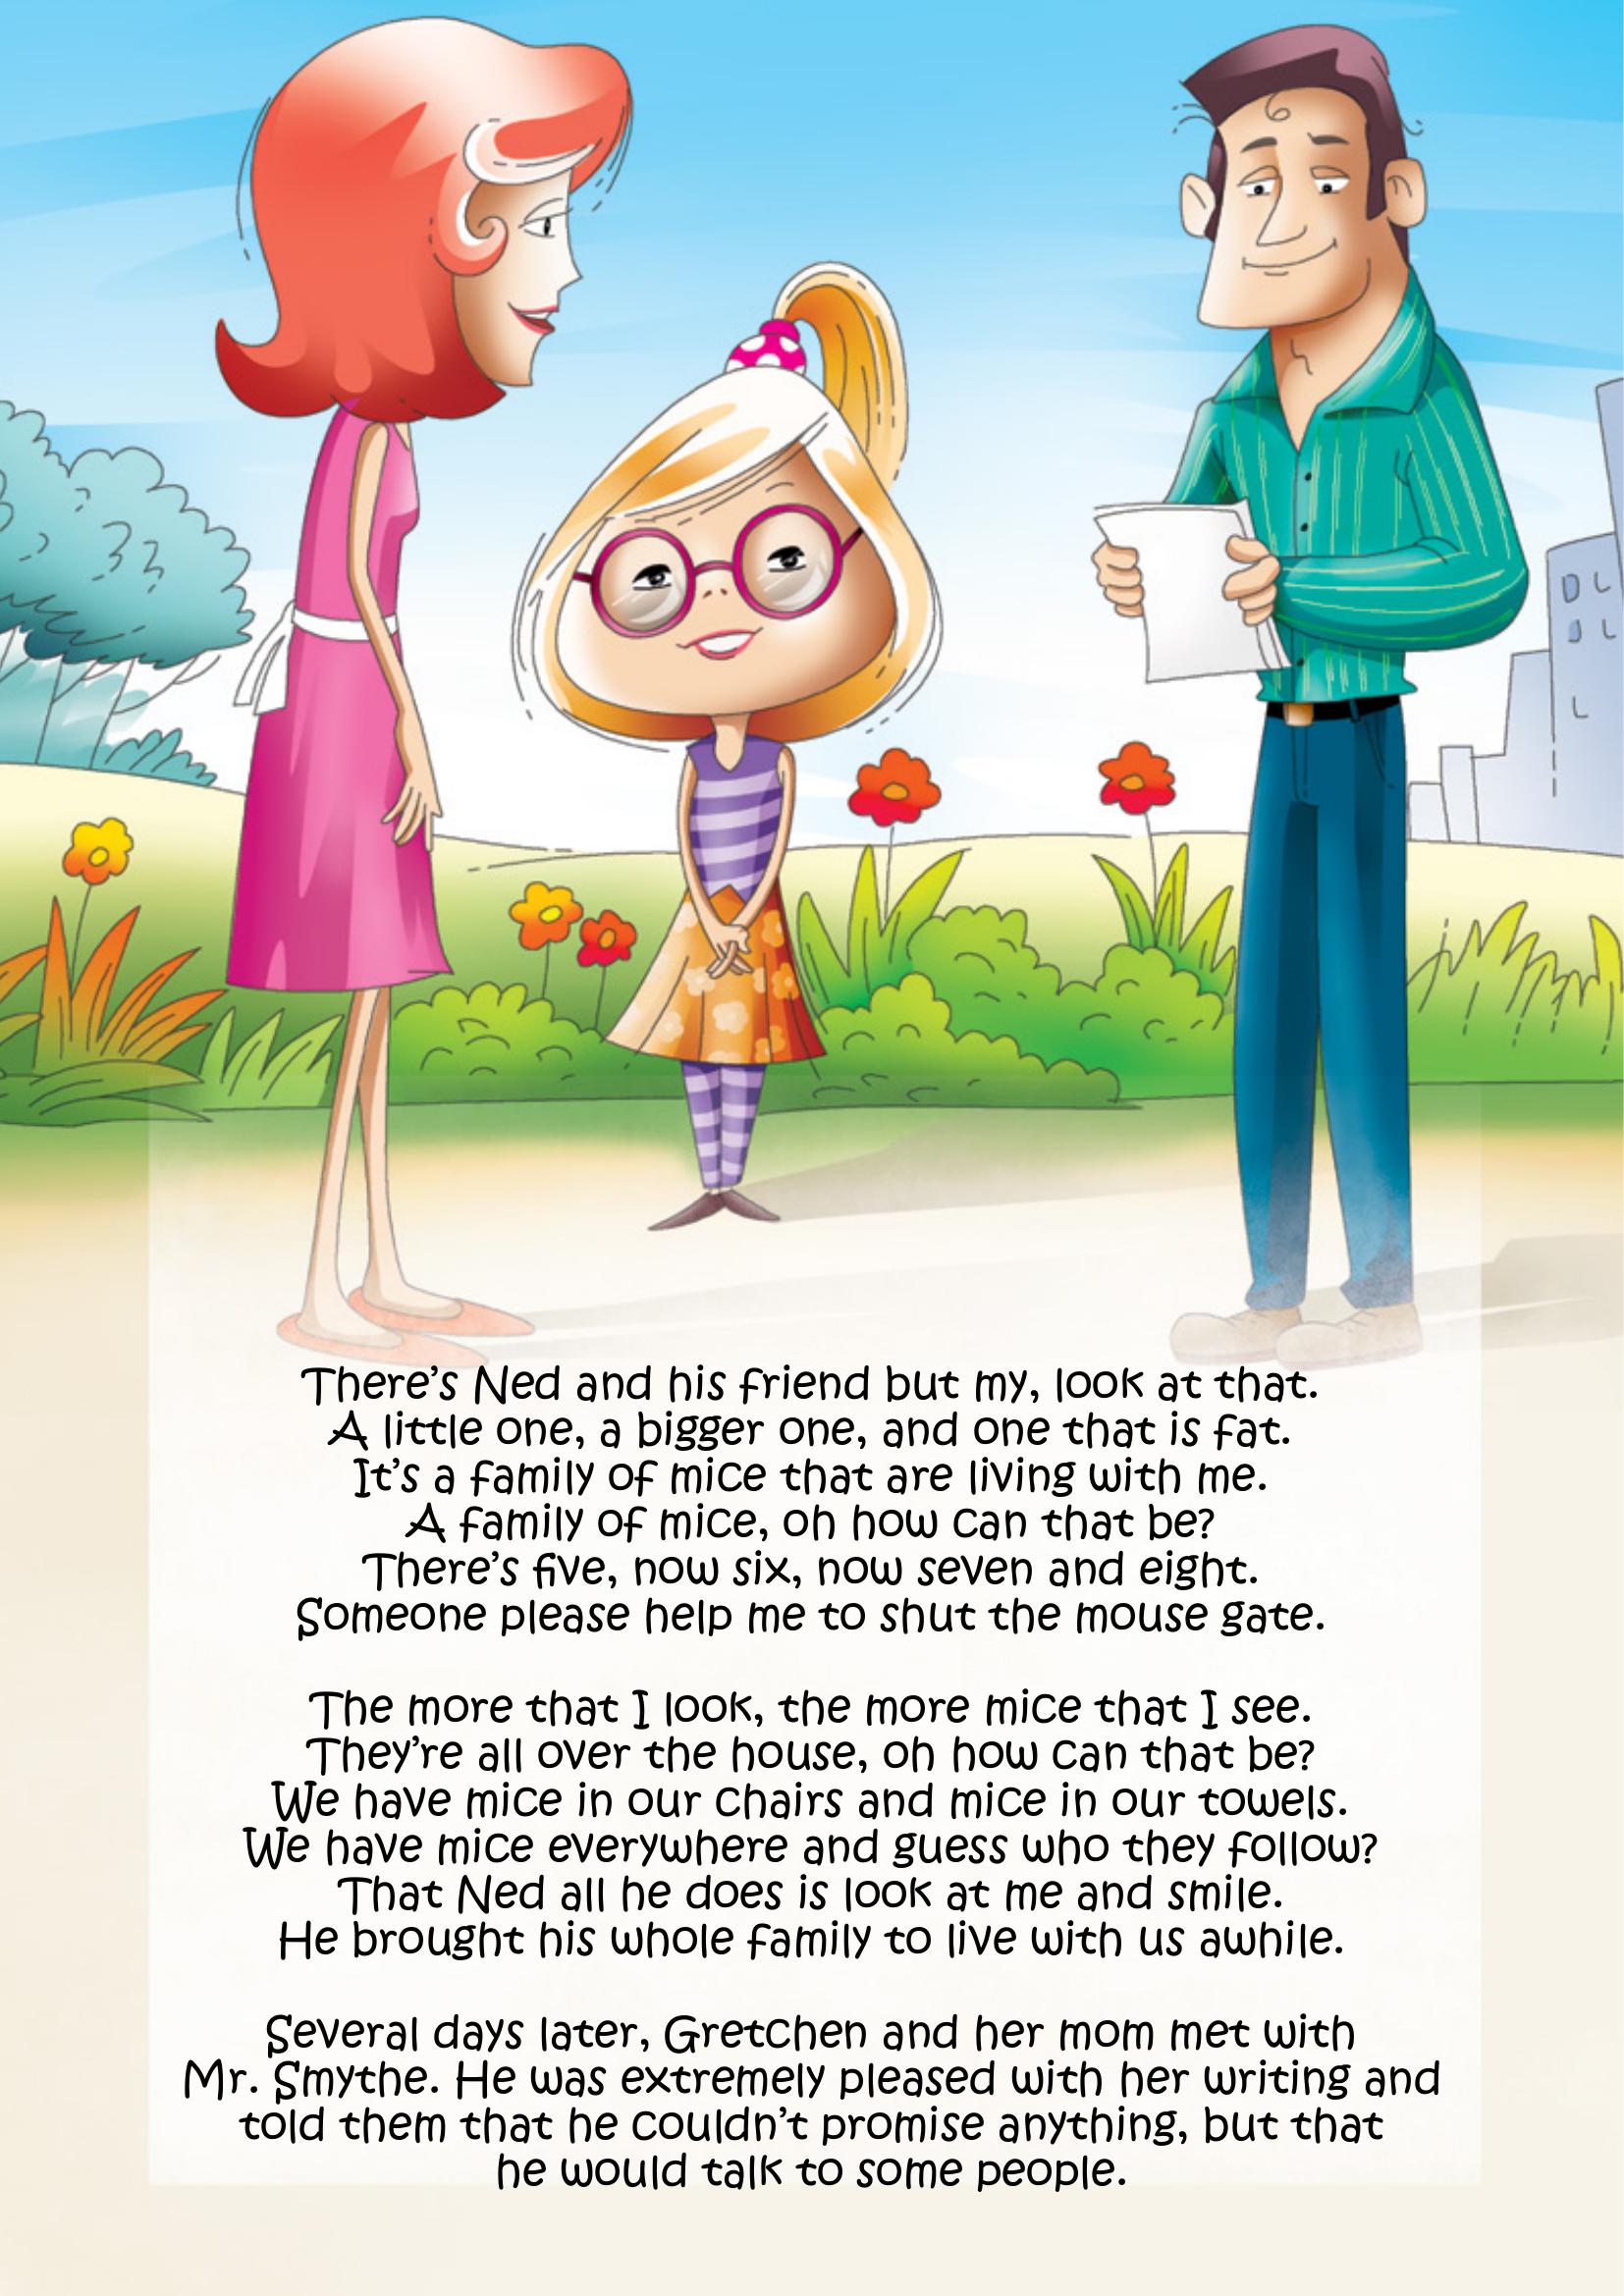 There's Ned and his friend but my, look at that.
A little one, a bigger one, and one that is fat.
It's a family of mice that are living with me.
A family of mice, oh how can that be?
There's five, now six, now seven and eight.
Someone please help me to shut the mouse gate.
The more that I look, the more mice that I see.
They're all over the house, oh how can that be?
We have mice in our chairs and mice in our towels.
We have mice everywhere and guess who they follow?
That Ned all he does is look at me and smile.
He brought his whole family to live with us awhile.
Several days later, Gretchen and her mom met with
Mr. Smythe. He was extremely pleased with her writing and
told them that he couldn't promise anything, but that
he would talk to some people.